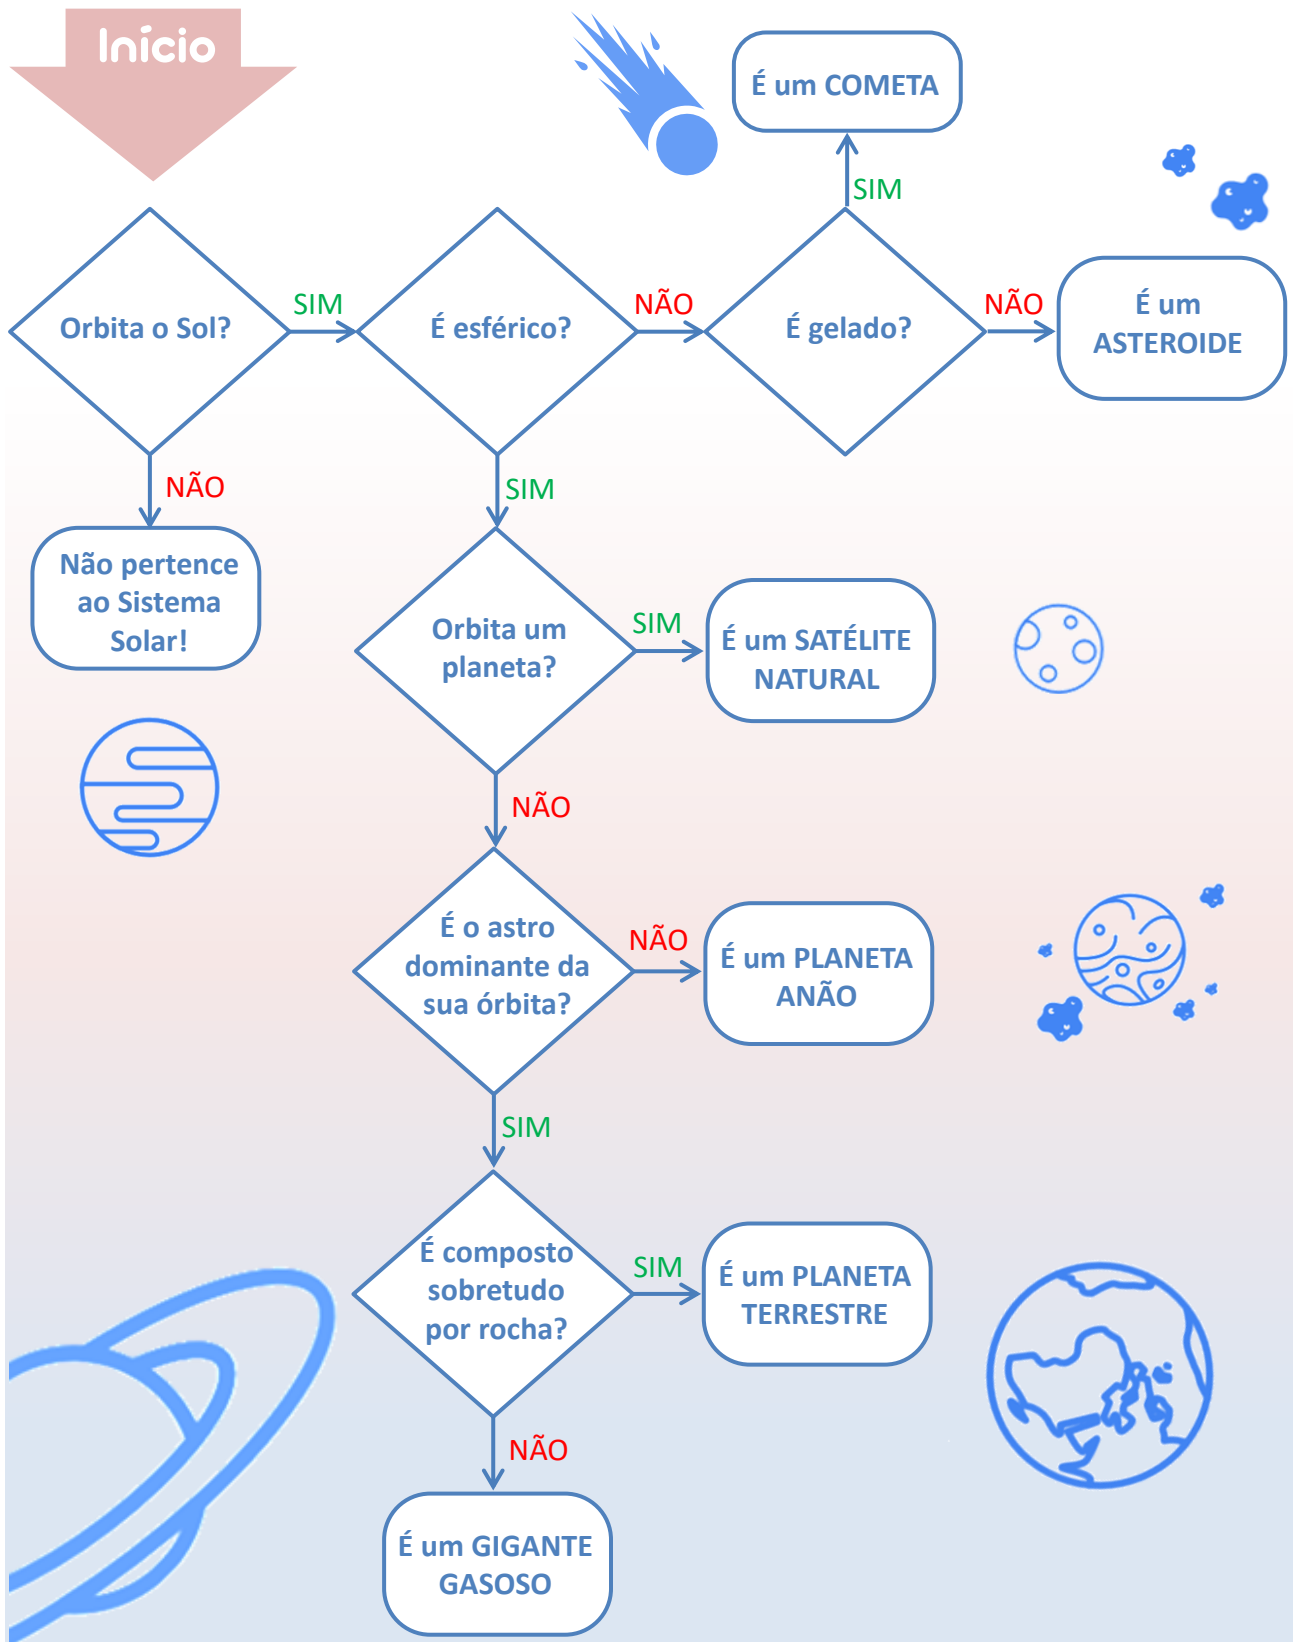 Início
É um COMETA
SIM
Orbita o Sol?
SIM
É esférico?
NÃO
É gelado?
NÃO
É um
ASTEROIDE
NÃO
Não pertence
ao Sistema
Solar!
SIM
Orbita um
planeta?
SIM
É um SATÉLITE
NATURAL
NÃO
É o astro
dominante da
sua órbita?
NÃO
É um PLANETA
ANÃO
SIM
É composto
sobretudo
por rocha?
SIM
É um PLANETA
TERRESTRE
NÃO
É um GIGANTE
GASOSO